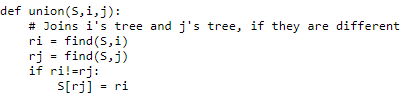 def union(S,i,j):
    # Joins i's tree and j's tree, if they are different
    ri = find(S,i)
    rj = find(S,j)
    if ri!=rj:
        S[rj] = ri